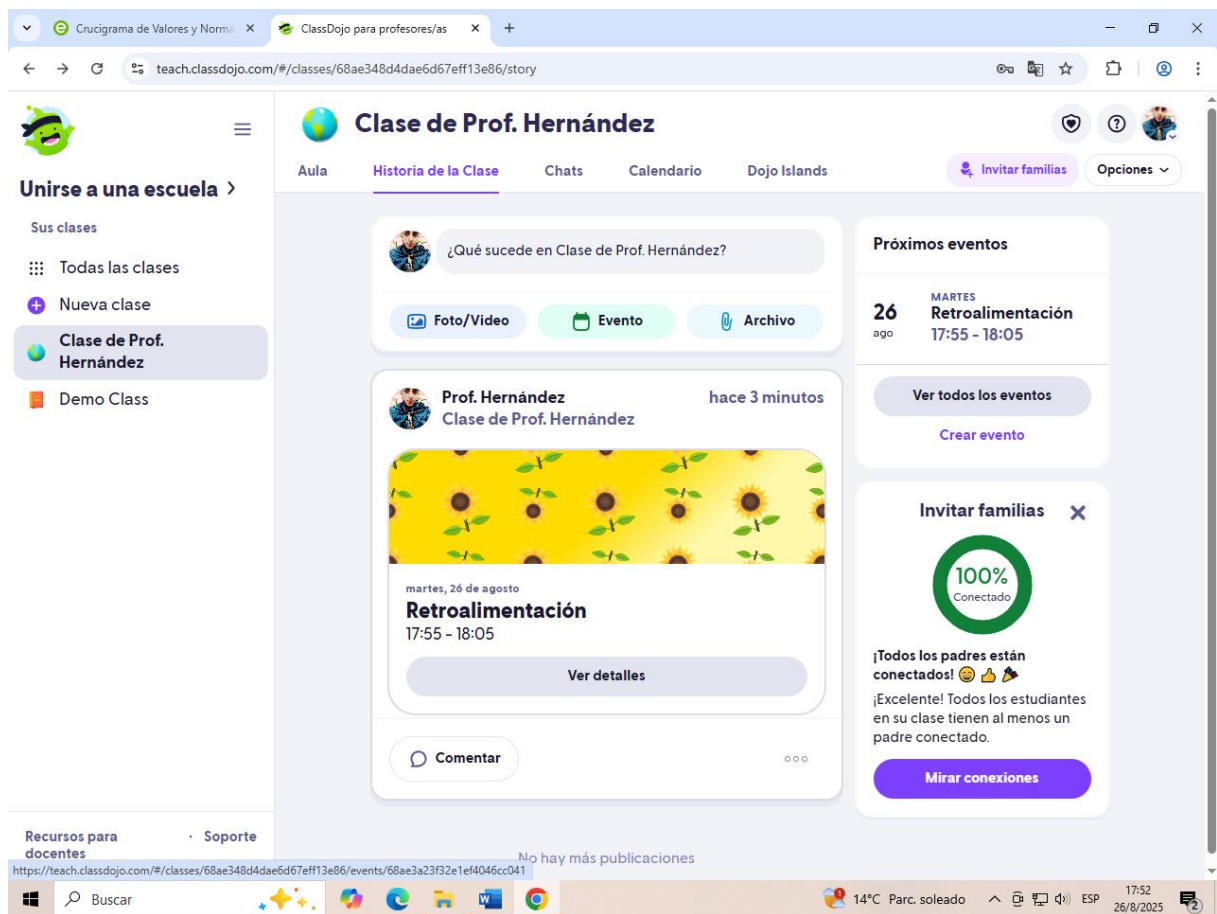 Crucigrama de Valores y Norma
ClassDojo para profesores/as
teach.classdojo.com/#/classes/68ae348d4dae6d67eff13e86/story
Clase de Prof. Hernández
Aula
Historia de la Clase
Chats
Calendario
Dojo Islands
Invitar familias
Opciones
Unirse a una escuela >
Sus clases
Todas las clases
Nueva clase
Clase de Prof.
Hernández
Demo Class
Recursos para
docentes
· Soporte
¿Qué sucede en Clase de Prof. Hernández?
Foto/Video
Evento
Archivo
Prof. Hernández
hace 3 minutos
Clase de Prof. Hernández
martes, 26 de agosto
Retroalimentación
17:55 - 18:05
Ver detalles
Comentar
No hay más publicaciones
Próximos eventos
26
ago
MARTES
Retroalimentación
17:55 - 18:05
Ver todos los eventos
Crear evento
Invitar familias
100%
Conectado
¡Todos los padres están
conectados! 😄 👍 🎉
¡Excelente! Todos los estudiantes
en su clase tienen al menos un
padre conectado.
Mirar conexiones
https://teach.classdojo.com/#/classes/68ae348d4dae6d67eff13e86/events/68ae3a23f32e1ef4046cc041
Buscar
14°C Parc. soleado
ESP
17:52
26/8/2025
2